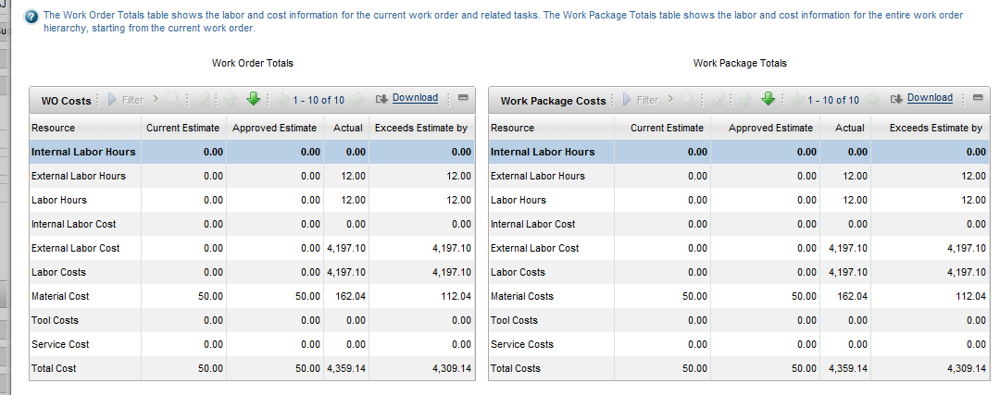 The Work Order Totals table shows the labor and cost information for the current work order and related tasks. The Work Package Totals table shows the labor and cost information for the entire work order
hierarchy, starting from the current work order.
Work Order Totals
WO Costs Filter 1 - 10 of 10 Download
Resource Current Estimate Approved Estimate Actual Exceeds Estimate by
Internal Labor Hours 0.00 0.00 0.00 0.00
External Labor Hours 0.00 0.00 12.00 12.00
Labor Hours 0.00 0.00 12.00 12.00
Internal Labor Cost 0.00 0.00 0.00 0.00
External Labor Cost 0.00 0.00 4,197.10 4,197.10
Labor Costs 0.00 0.00 4,197.10 4,197.10
Material Cost 50.00 50.00 162.04 112.04
Tool Costs 0.00 0.00 0.00 0.00
Service Cost 0.00 0.00 0.00 0.00
Total Cost 50.00 50.00 4,359.14 4,309.14
Work Package Totals
Work Package Costs Filter 1 - 10 of 10 Download
Resource Current Estimate Approved Estimate Actual Exceeds Estimate by
Internal Labor Hours 0.00 0.00 0.00 0.00
External Labor Hours 0.00 0.00 12.00 12.00
Labor Hours 0.00 0.00 12.00 12.00
Internal Labor Cost 0.00 0.00 0.00 0.00
External Labor Cost 0.00 0.00 4,197.10 4,197.10
Labor Costs 0.00 0.00 4,197.10 4,197.10
Material Costs 50.00 50.00 162.04 112.04
Tool Costs 0.00 0.00 0.00 0.00
Service Costs 0.00 0.00 0.00 0.00
Total Costs 50.00 50.00 4,359.14 4,309.14